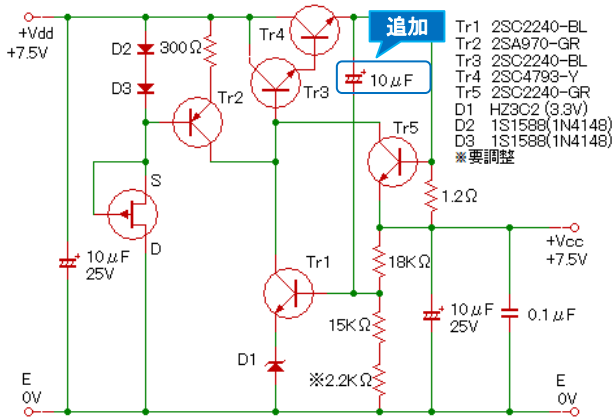 +Vdd
+7.5V
D2
D3
300Ω
Tr4
追加
10μF
Tr3
Tr2
Tr5
Tr1 2SC2240-BL
Tr2 2SA970-GR
Tr3 2SC2240-BL
Tr4 2SC4793-Y
Tr5 2SC2240-GR
D1 HZ3C2 (3.3V)
D2 1S1588(1N4148)
D3 1S1588(1N4148)
※要調整
S
D
1.2Ω
+Vcc
+7.5V
10μF
25V
Tr1
18KΩ
15KΩ
10μF
25V
0.1μF
D1
※2.2KΩ
E
0V
E
0V